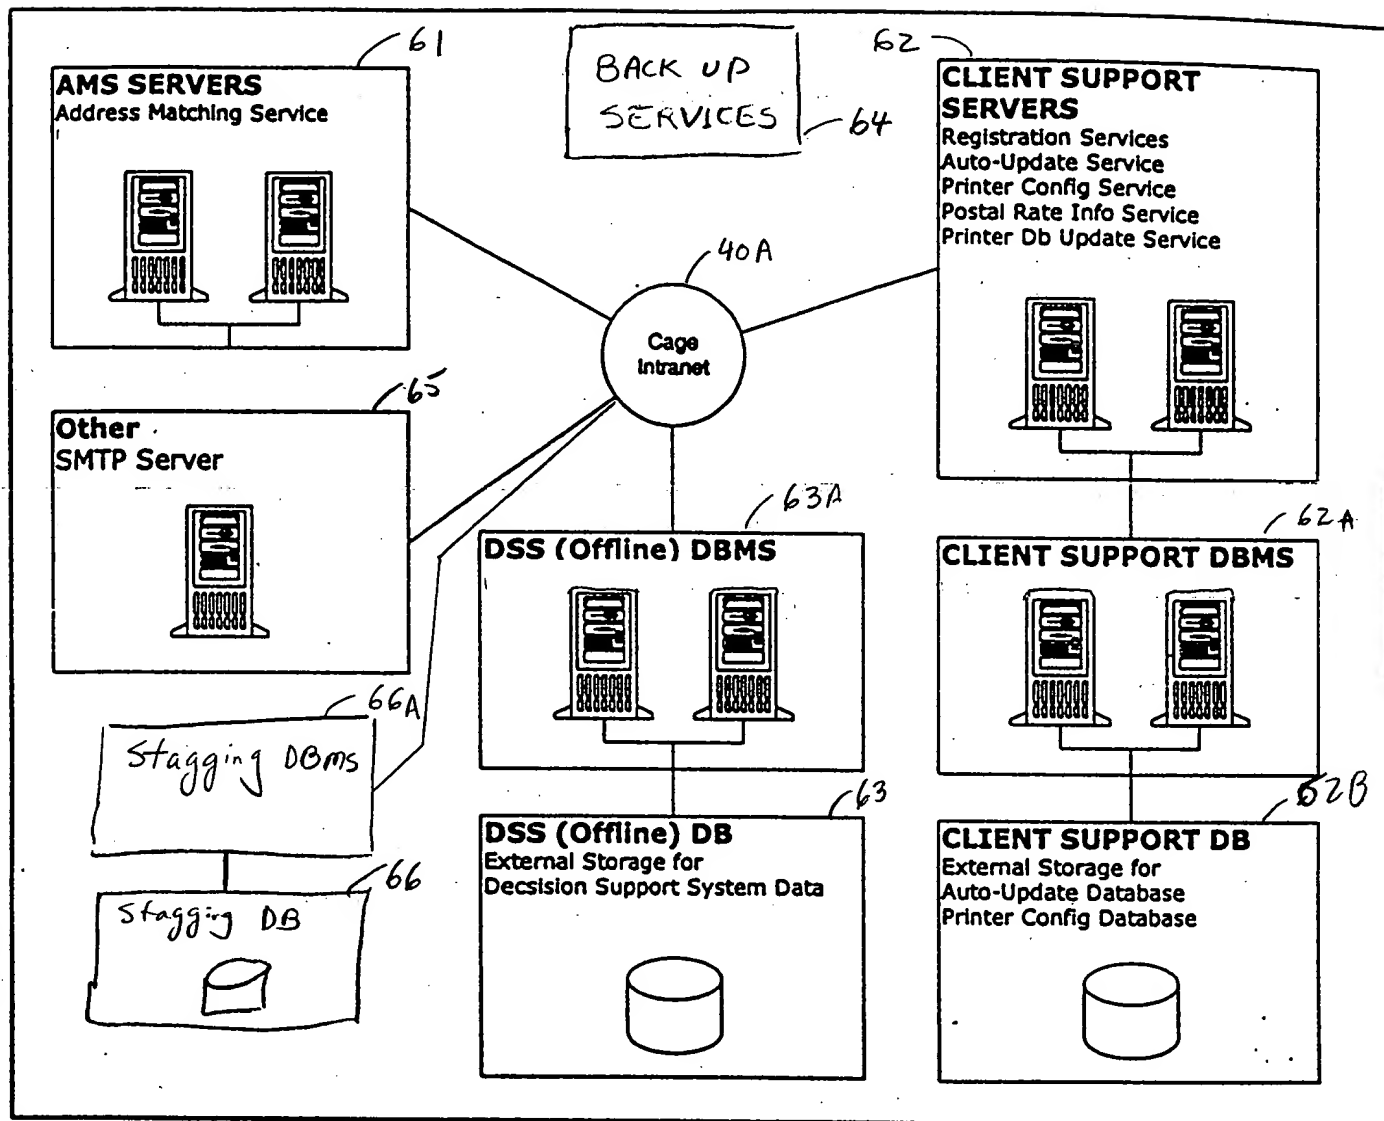 61
AMS SERVERS
Address Matching Service
BACK UP
SERVICES
64
62
CLIENT SUPPORT
SERVERS
Registration Services
Auto-Update Service
Printer Config Service
Postal Rate Info Service
Printer Db Update Service
40A
Cage
Intranet
65
Other
SMTP Server
63A
DSS (Offline) DBMS
62A
CLIENT SUPPORT DBMS
66A
Stagging DBMS
66
Stagging DB
63
DSS (Offline) DB
External Storage for
Decsision Support System Data
62B
CLIENT SUPPORT DB
External Storage for
Auto-Update Database
Printer Config Database